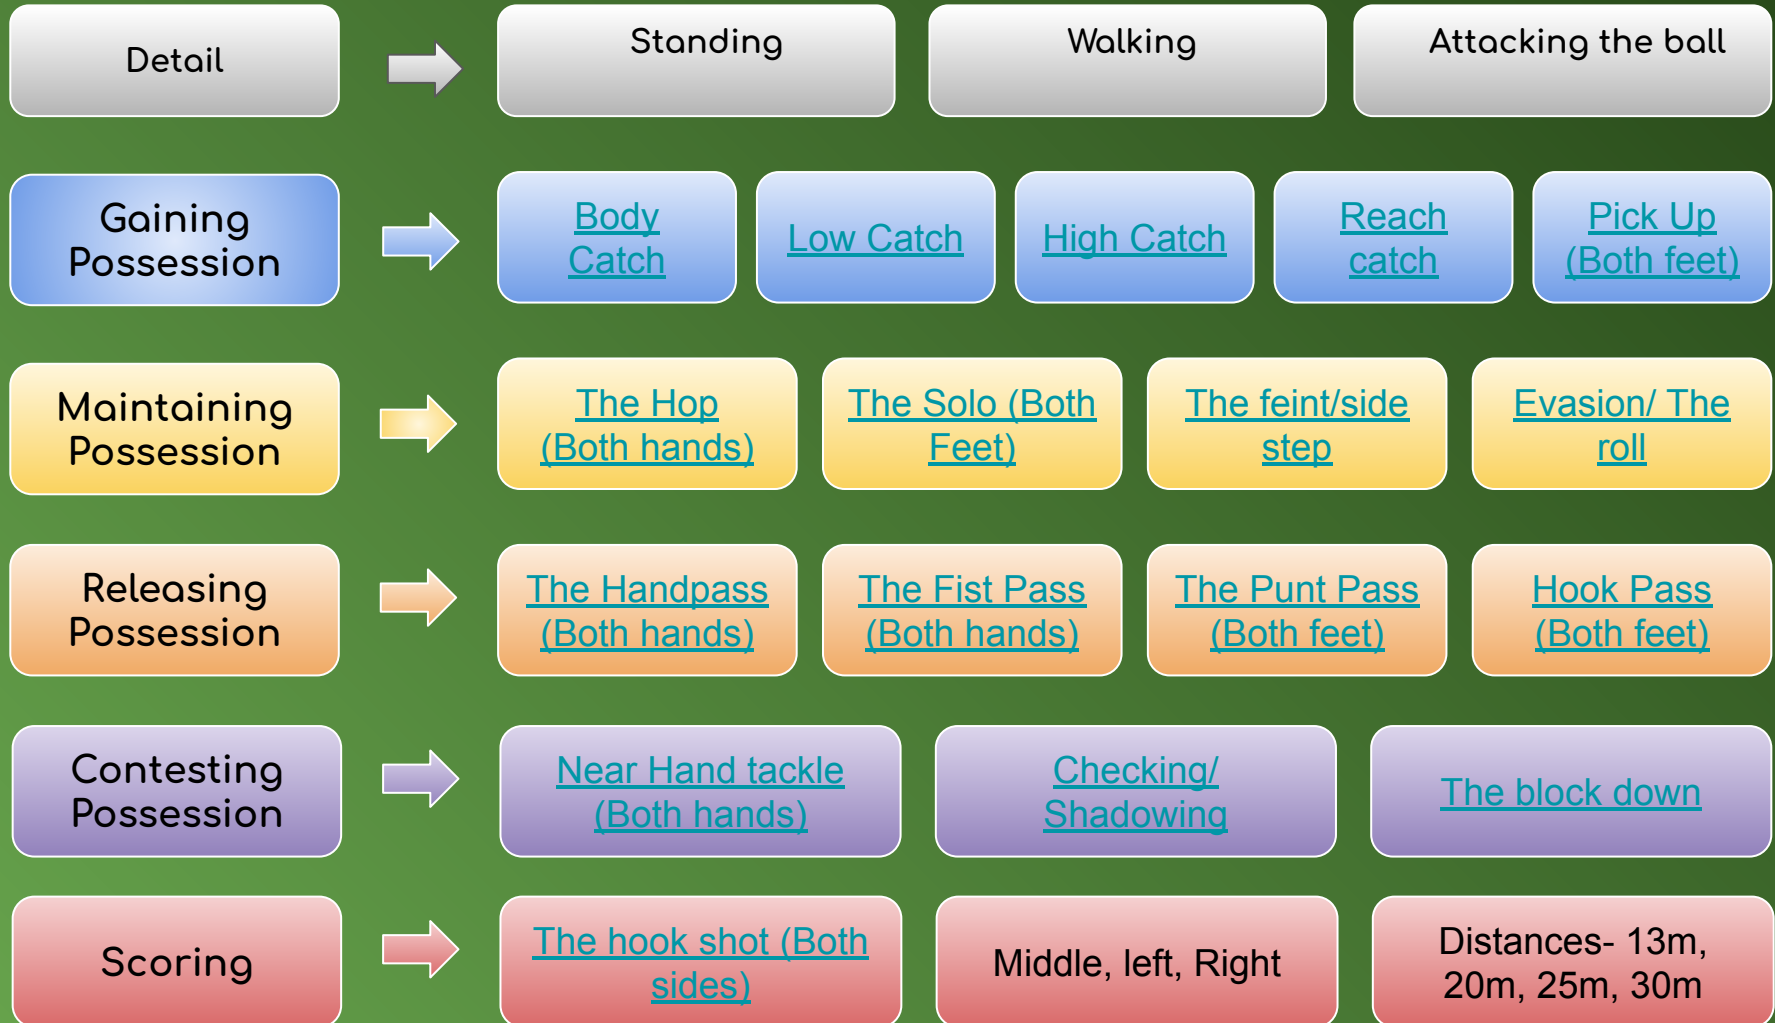 Detail
Standing
Walking
Attacking the ball
Gaining
Possession
Body
Catch
Low Catch
High Catch
Reach
catch
Pick Up
(Both feet)
Maintaining
Possession
The Hop
(Both hands)
The Solo (Both
Feet)
The feint/side
step
Evasion/ The
roll
Releasing
Possession
The Handpass
(Both hands)
The Fist Pass
(Both hands)
The Punt Pass
(Both feet)
Hook Pass
(Both feet)
Contesting
Possession
Near Hand tackle
(Both hands)
Checking/
Shadowing
The block down
Scoring
The hook shot (Both
sides)
Middle, left, Right
Distances- 13m,
20m, 25m, 30m